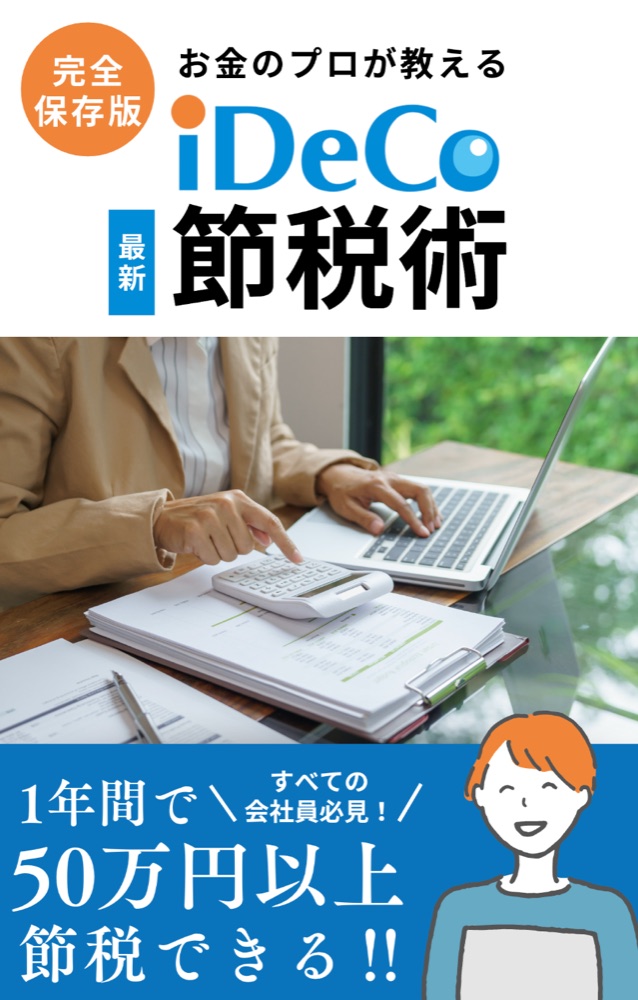 完全
保存版
お金のプロが教える
iDeCo
最新
節税術
すべての
会社員必見！
1年間で
50万円以上
節税できる!!